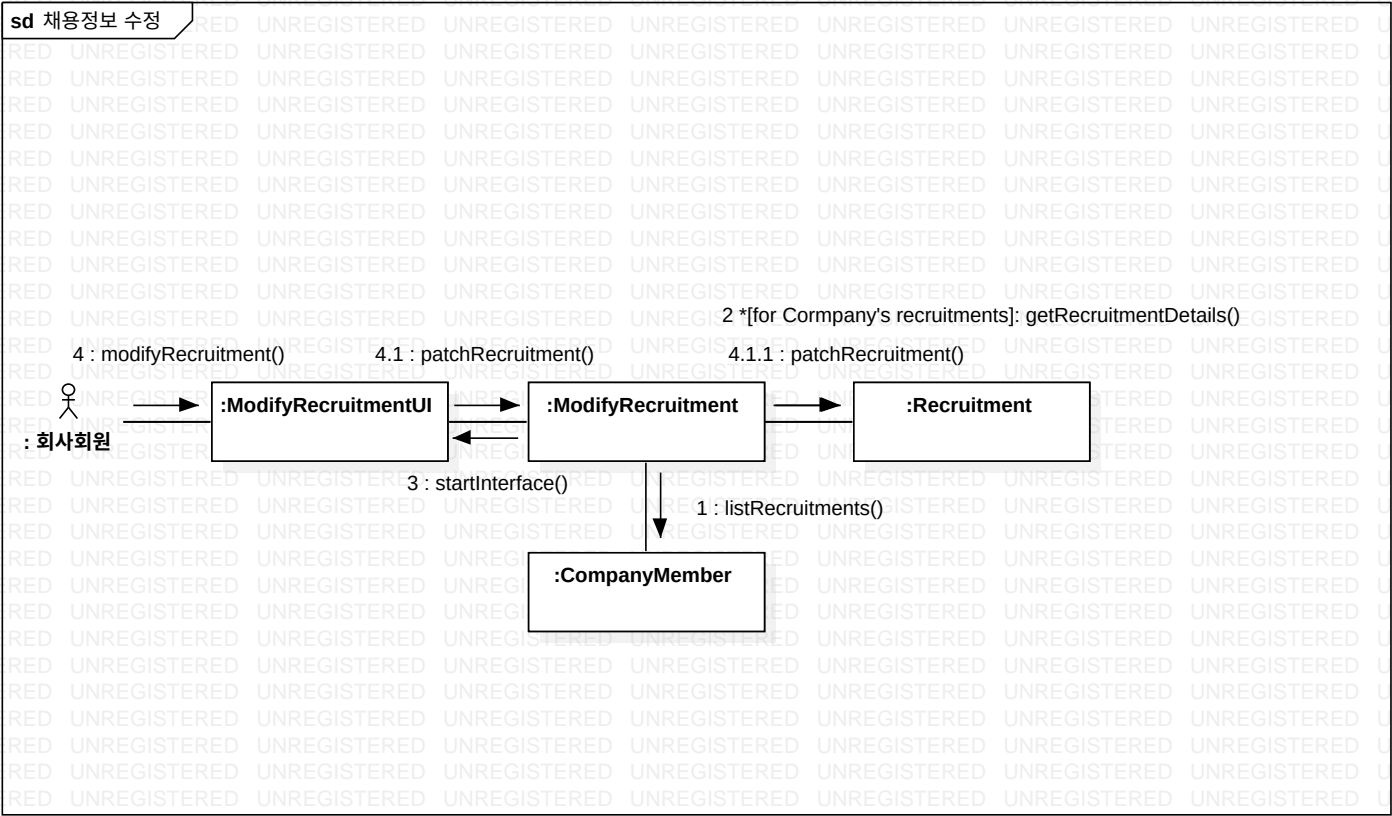 sd 채용정보 수정
2 *[for Cormpany's recruitments]: getRecruitmentDetails()
4 : modifyRecruitment()
4.1 : patchRecruitment()
4.1.1 : patchRecruitment()
:ModifyRecruitmentUI
:ModifyRecruitment
:Recruitment
: 회사회원
3 : startInterface()
1 : listRecruitments()
:CompanyMember
UNREGISTERED